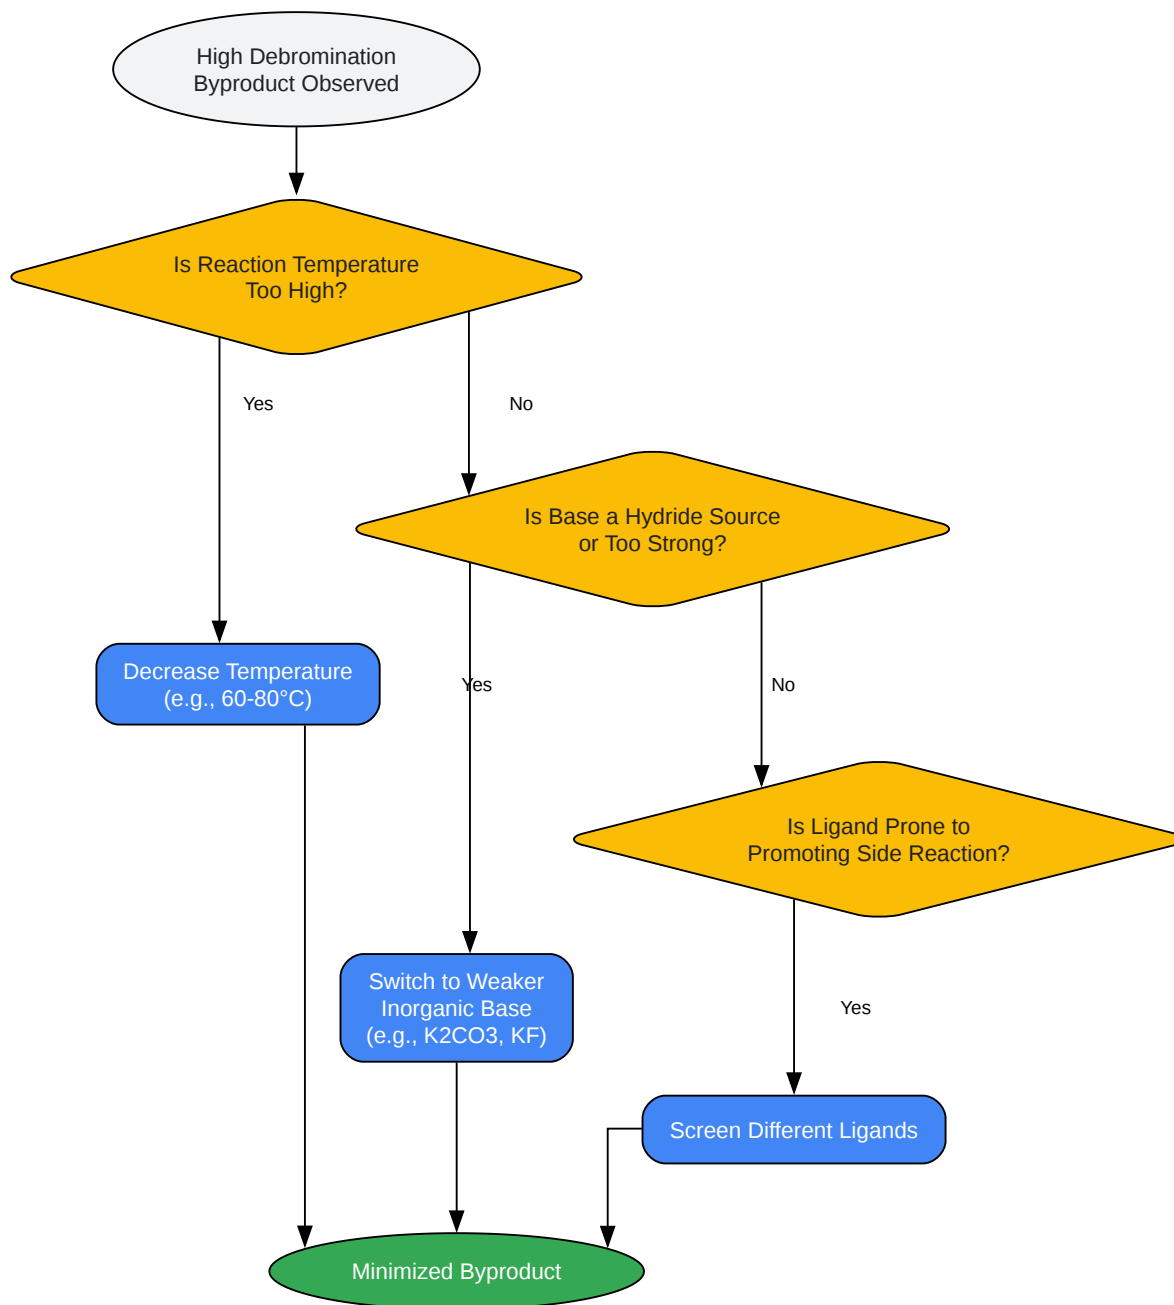 High Debromination
Byproduct Observed
Is Reaction Temperature
Too High?
Yes
No
Is Base a Hydride Source
or Too Strong?
Decrease Temperature
(e.g., 60-80°C)
Yes
No
Is Ligand Prone to
Promoting Side Reaction?
Switch to Weaker
Inorganic Base
(e.g., K2CO3, KF)
Yes
Screen Different Ligands
Minimized Byproduct